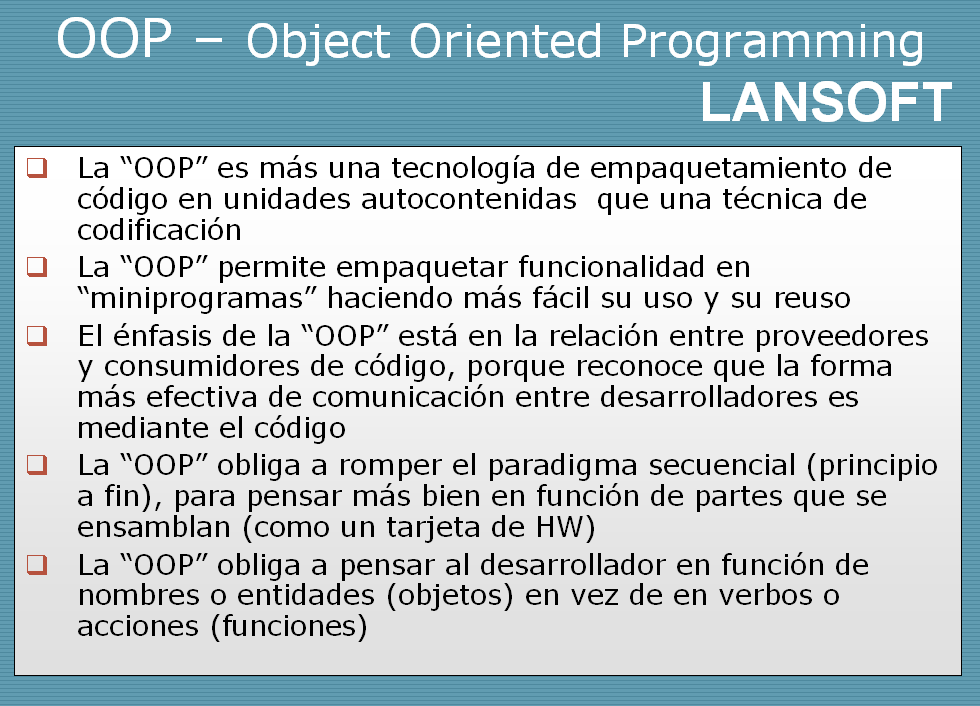 OOP – Object Oriented Programming
LANSOFT
La “OOP” es más una tecnología de empaquetamiento de
código en unidades autocontenidas  que una técnica de
codificación
La “OOP” permite empaquetar funcionalidad en
“miniprogramas” haciendo más fácil su uso y su reuso
El énfasis de la “OOP” está en la relación entre proveedores
y consumidores de código, porque reconoce que la forma
más efectiva de comunicación entre desarrolladores es
mediante el código
La “OOP” obliga a romper el paradigma secuencial (principio
a fin), para pensar más bien en función de partes que se
ensamblan (como un tarjeta de HW)
La “OOP” obliga a pensar al desarrollador en función de
nombres o entidades (objetos) en vez de en verbos o
acciones (funciones)